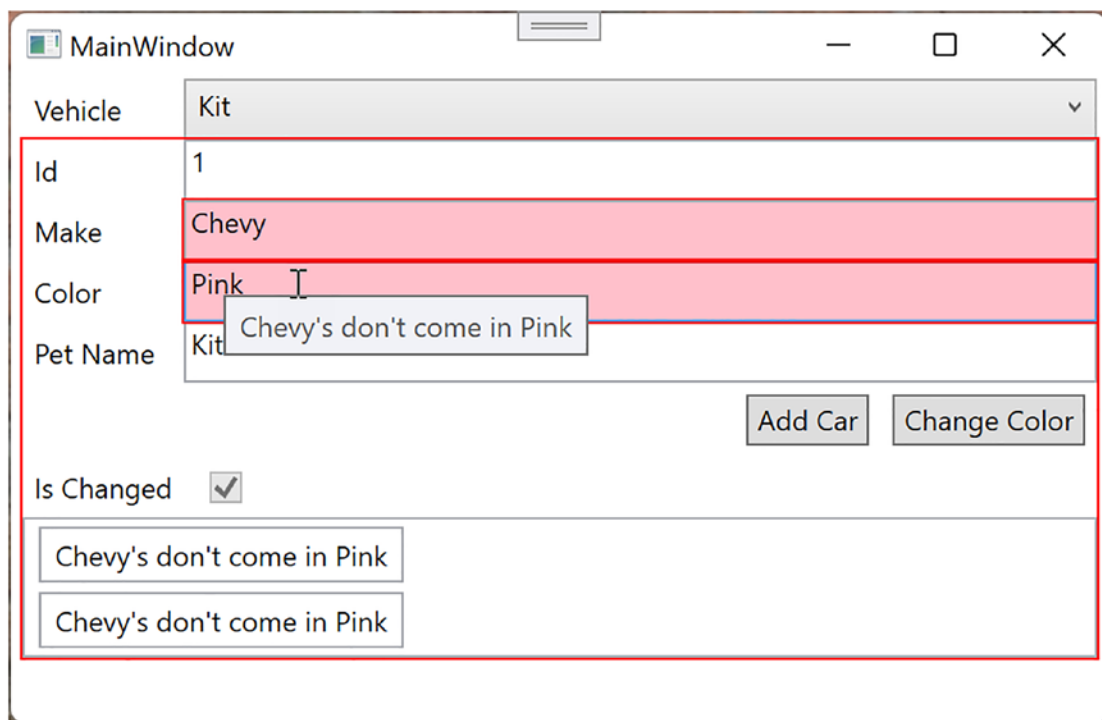 MainWindow
Vehicle Kit
Id 1
Make Chevy
Color Pink
Chevy's don't come in Pink
Pet Name Kit
Add Car Change Color
Is Changed
Chevy's don't come in Pink
Chevy's don't come in Pink